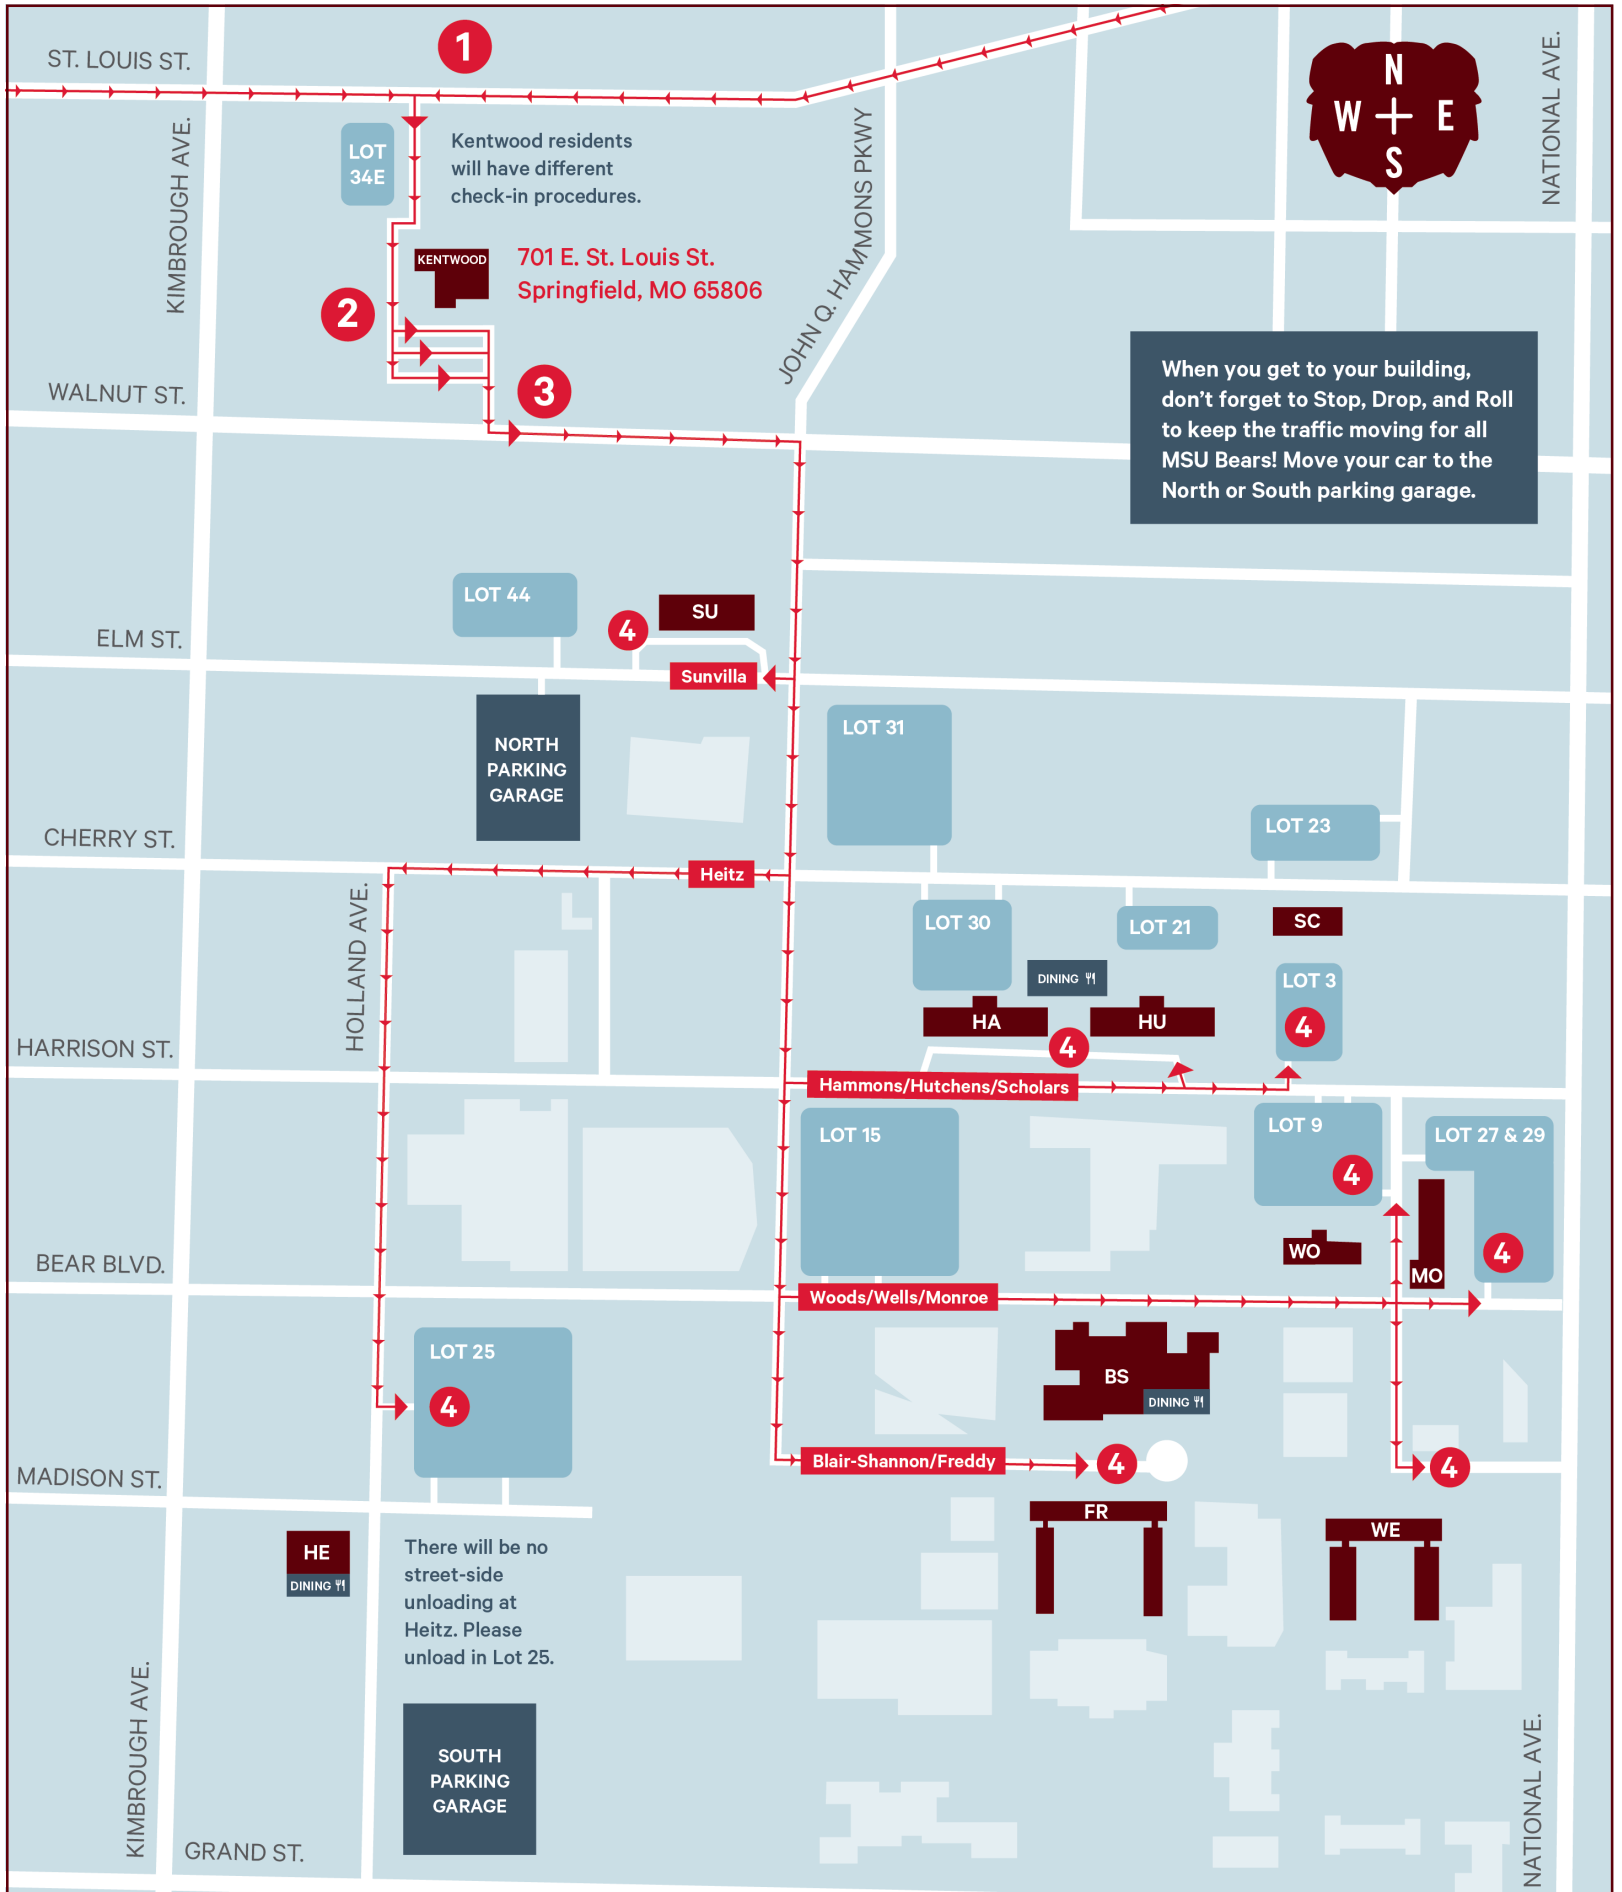 1
ST. LOUIS ST.
N
W E
S
NATIONAL AVE.
KIMBROUGH AVE.
LOT
34E
Kentwood residents
will have different
check-in procedures.
JOHN Q. HAMMONS PKWY
KENTWOOD
701 E. St. Louis St.
Springfield, MO 65806
2
When you get to your building,
don't forget to Stop, Drop, and Roll
to keep the traffic moving for all
MSU Bears! Move your car to the
North or South parking garage.
WALNUT ST.
3
LOT 44
4
SU
ELM ST.
Sunvilla
NORTH
PARKING
GARAGE
LOT 31
LOT 23
CHERRY ST.
Heitz
HOLLAND AVE.
LOT 30
LOT 21
SC
DINING
LOT 3
4
HA
HU
4
HARRISON ST.
Hammons/Hutchens/Scholars
LOT 15
LOT 9
4
LOT 27 & 29
4
WO
MO
BEAR BLVD.
Woods/Wells/Monroe
LOT 25
4
BS
DINING
MADISON ST.
Blair-Shannon/Freddy
4
4
FR
WE
HE
DINING
There will be no
street-side
unloading at
Heitz. Please
unload in Lot 25.
KIMBROUGH AVE.
SOUTH
PARKING
GARAGE
NATIONAL AVE.
GRAND ST.